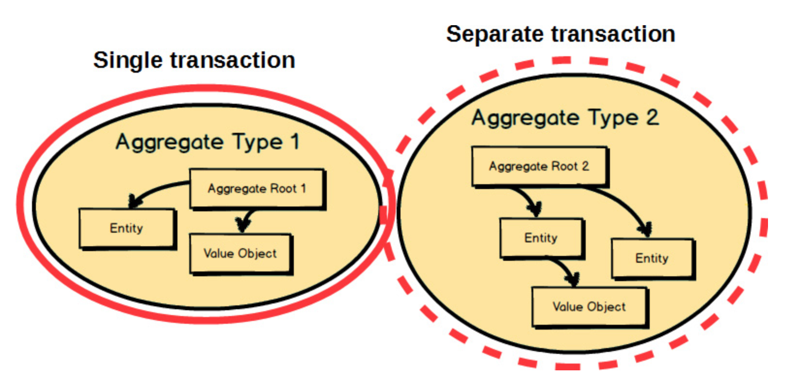 Single transaction
Separate transaction
Aggregate Type 1
Aggregate Root 1
Entity
Value Object
Aggregate Type 2
Aggregate Root 2
Entity
Entity
Value Object